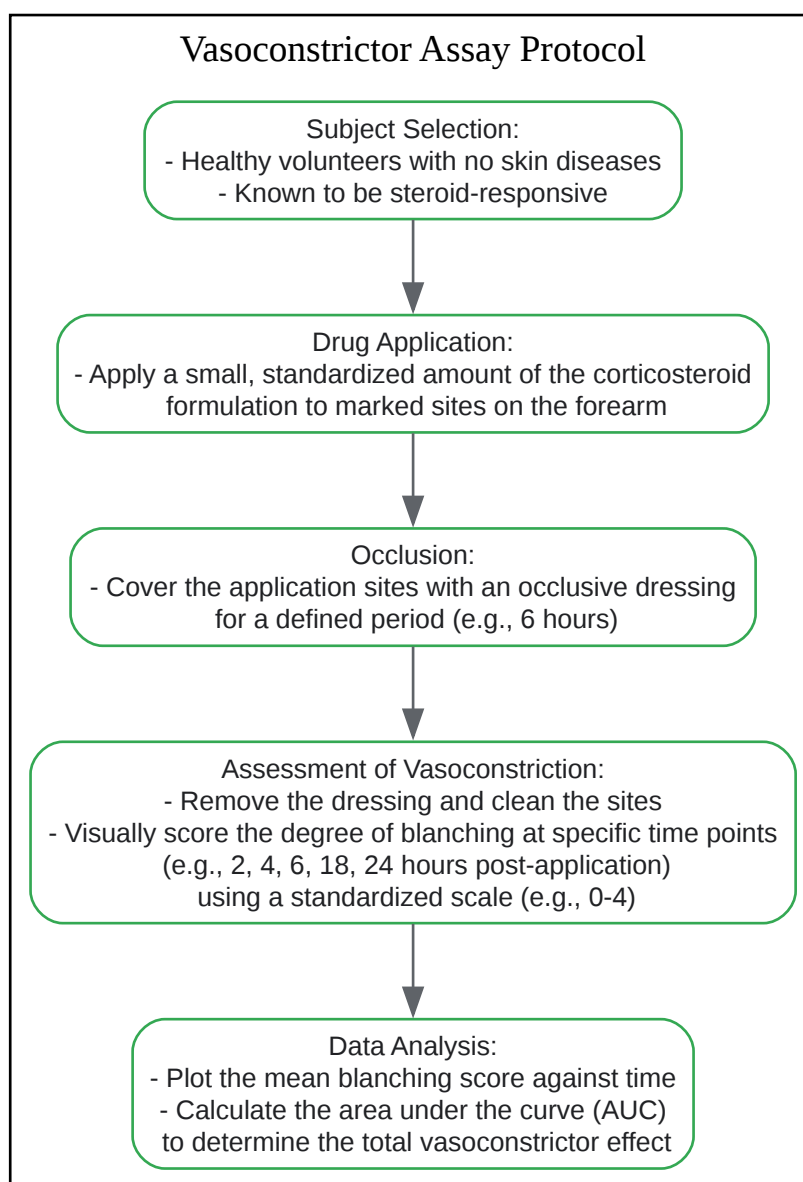 Vasoconstrictor Assay Protocol
Subject Selection:
- Healthy volunteers with no skin diseases
- Known to be steroid-responsive
Drug Application:
- Apply a small, standardized amount of the corticosteroid
formulation to marked sites on the forearm
Occlusion:
- Cover the application sites with an occlusive dressing
for a defined period (e.g., 6 hours)
Assessment of Vasoconstriction:
- Remove the dressing and clean the sites
- Visually score the degree of blanching at specific time points
(e.g., 2, 4, 6, 18, 24 hours post-application)
using a standardized scale (e.g., 0-4)
Data Analysis:
- Plot the mean blanching score against time
- Calculate the area under the curve (AUC)
to determine the total vasoconstrictor effect